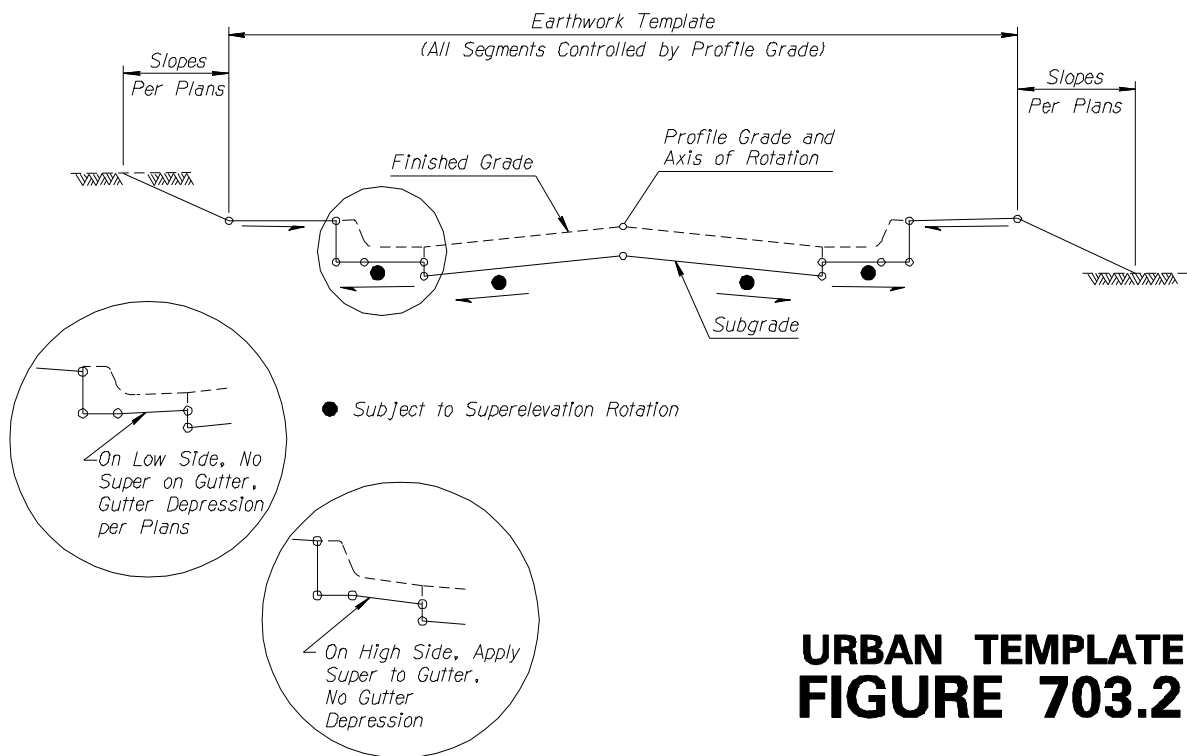 Earthwork Template
(All Segments Controlled by Profile Grade)
Slopes
Per Plans
Slopes
Per Plans
Profile Grade and
Axis of Rotation
Finished Grade
Subgrade
Subject to Superelevation Rotation
On Low Side, No
Super on Gutter,
Gutter Depression
per Plans
On High Side, Apply
Super to Gutter,
No Gutter
Depression
URBAN TEMPLATE
FIGURE 703.2